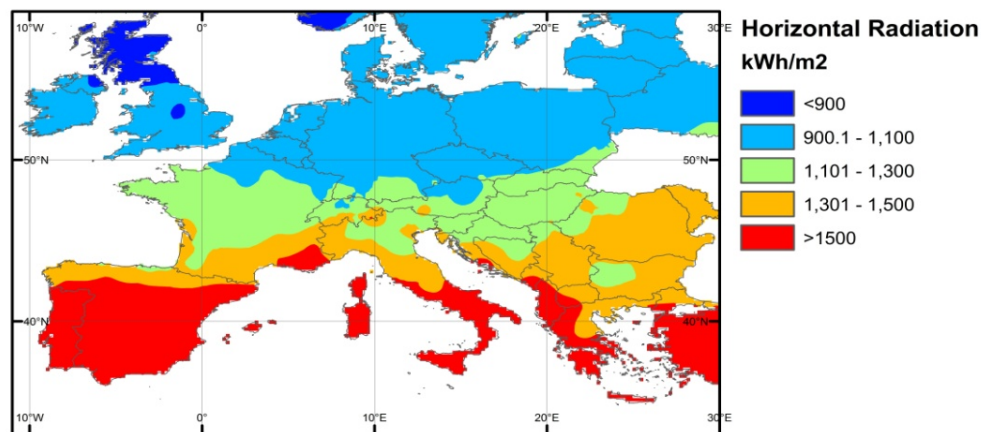 10°W 0° 10°E 20°E 30°E
50°N 50°N
40°N 40°N
10°W 0° 10°E 20°E 30°E
Horizontal Radiation
kWh/m2
<900
900.1 - 1,100
1,101 - 1,300
1,301 - 1,500
>1500